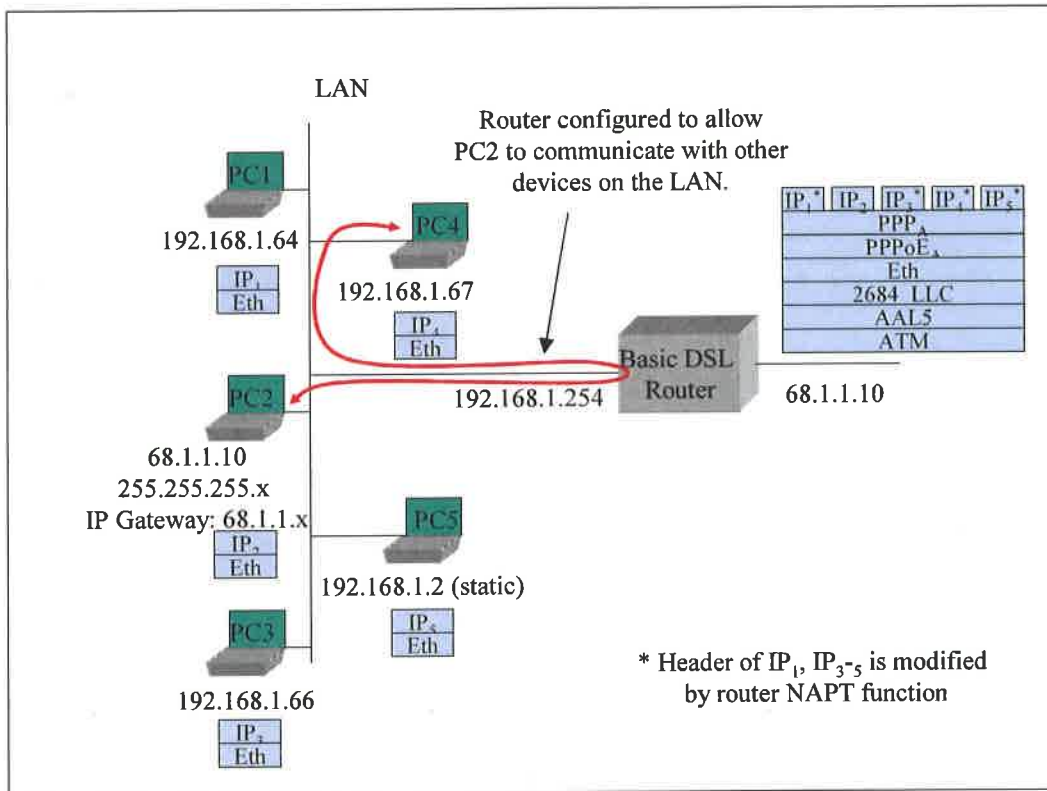 LAN
Router configured to allow
PC2 to communicate with other
devices on the LAN.
PC1
192.168.1.64
IP₁
Eth
PC4
192.168.1.67
IP₄
Eth
IP₁* IP₂ IP₃* IP₄* IP₅*
PPP_A
PPPoE_A
Eth
2684 LLC
AAL5
ATM
Basic DSL
Router
192.168.1.254
68.1.1.10
PC2
68.1.1.10
255.255.255.x
IP Gateway: 68.1.1.x
IP₂
Eth
PC5
192.168.1.2 (static)
IP₅
Eth
PC3
192.168.1.66
IP₃
Eth
* Header of IP₁, IP₃-₅ is modified
by router NAPT function